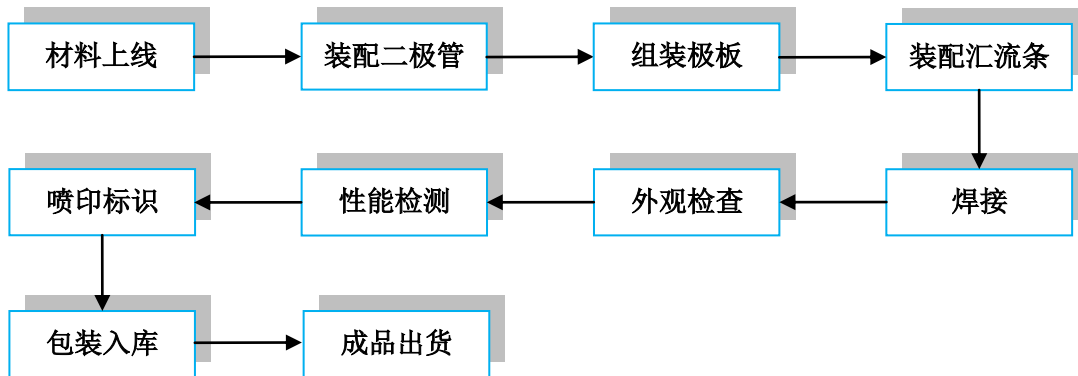 材料上线
装配二极管
组装极板
装配汇流条
焊接
外观检查
性能检测
喷印标识
包装入库
成品出货